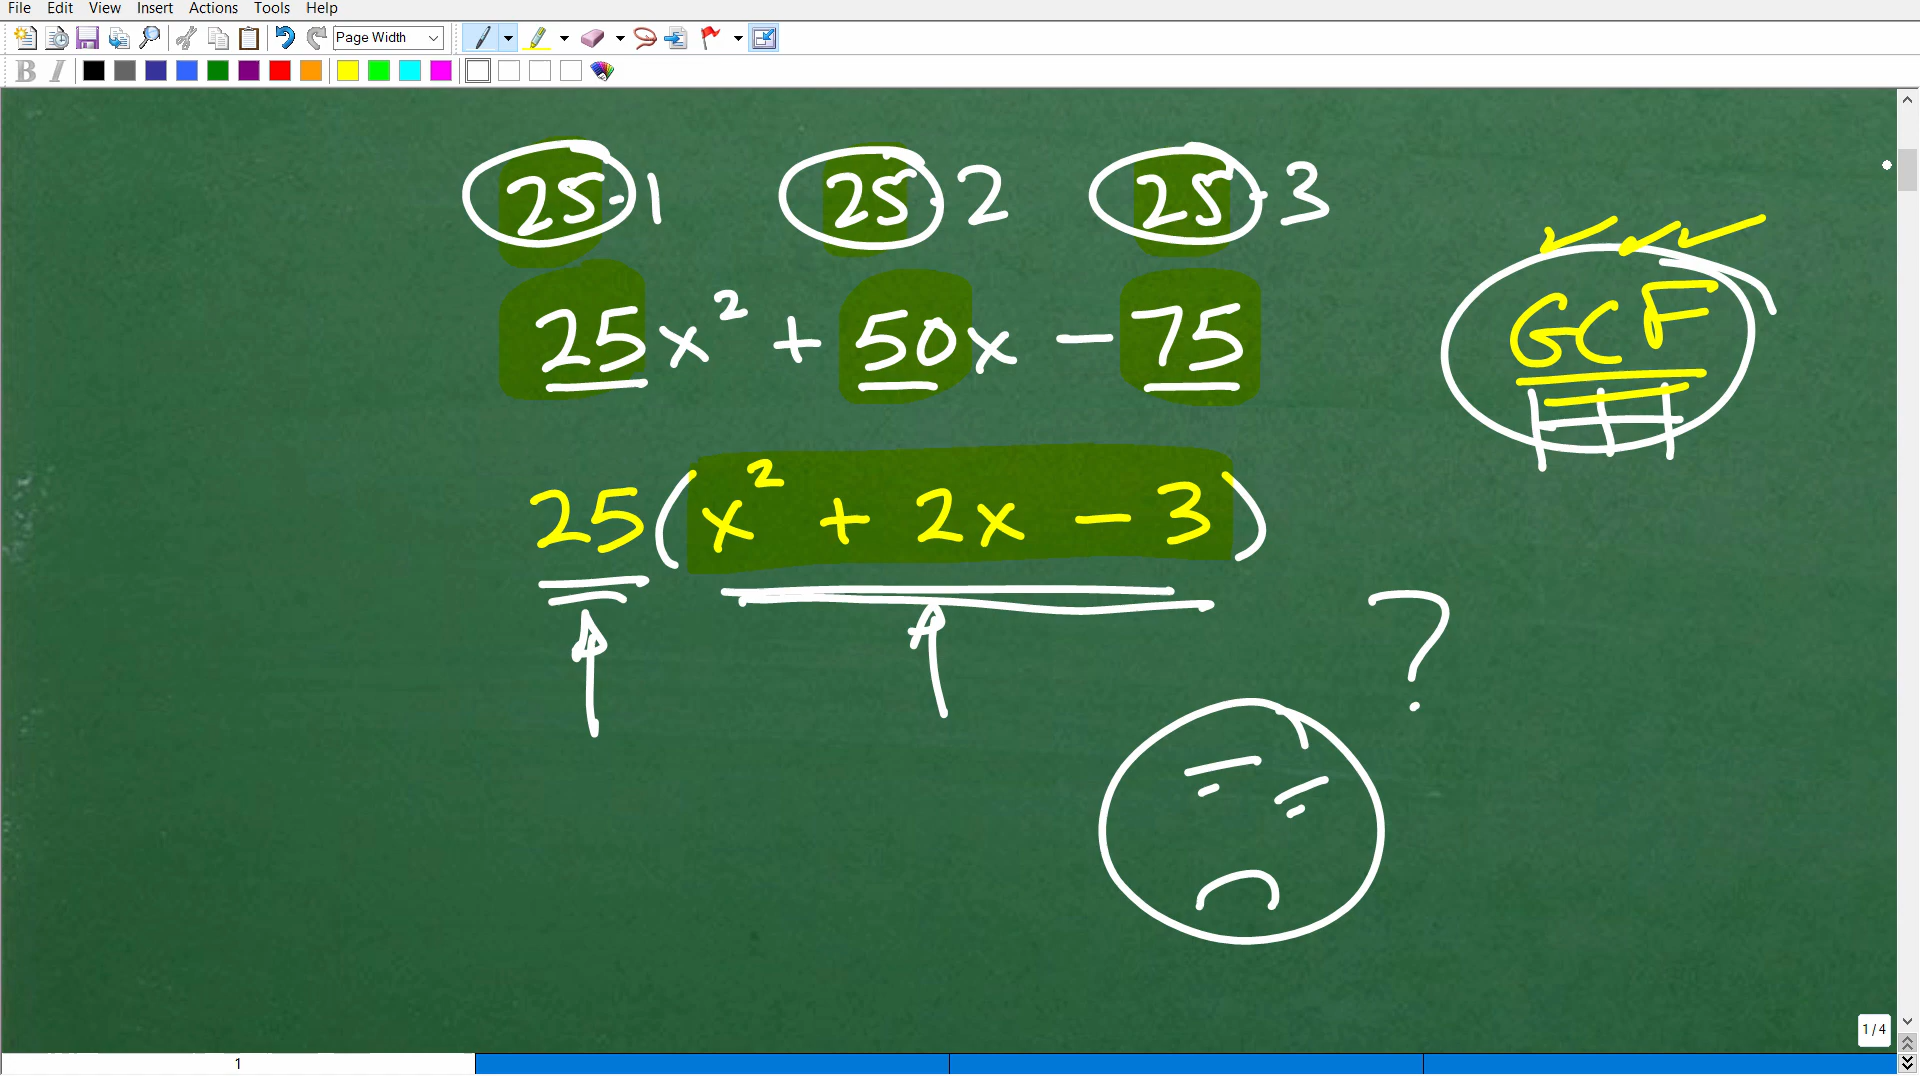 File Edit View Insert Actions Tools Help
Page Width
B I
25·1 25·2 25·3
25x² + 50x − 75
GCF
25(x² + 2x − 3)
?
1 / 4
1